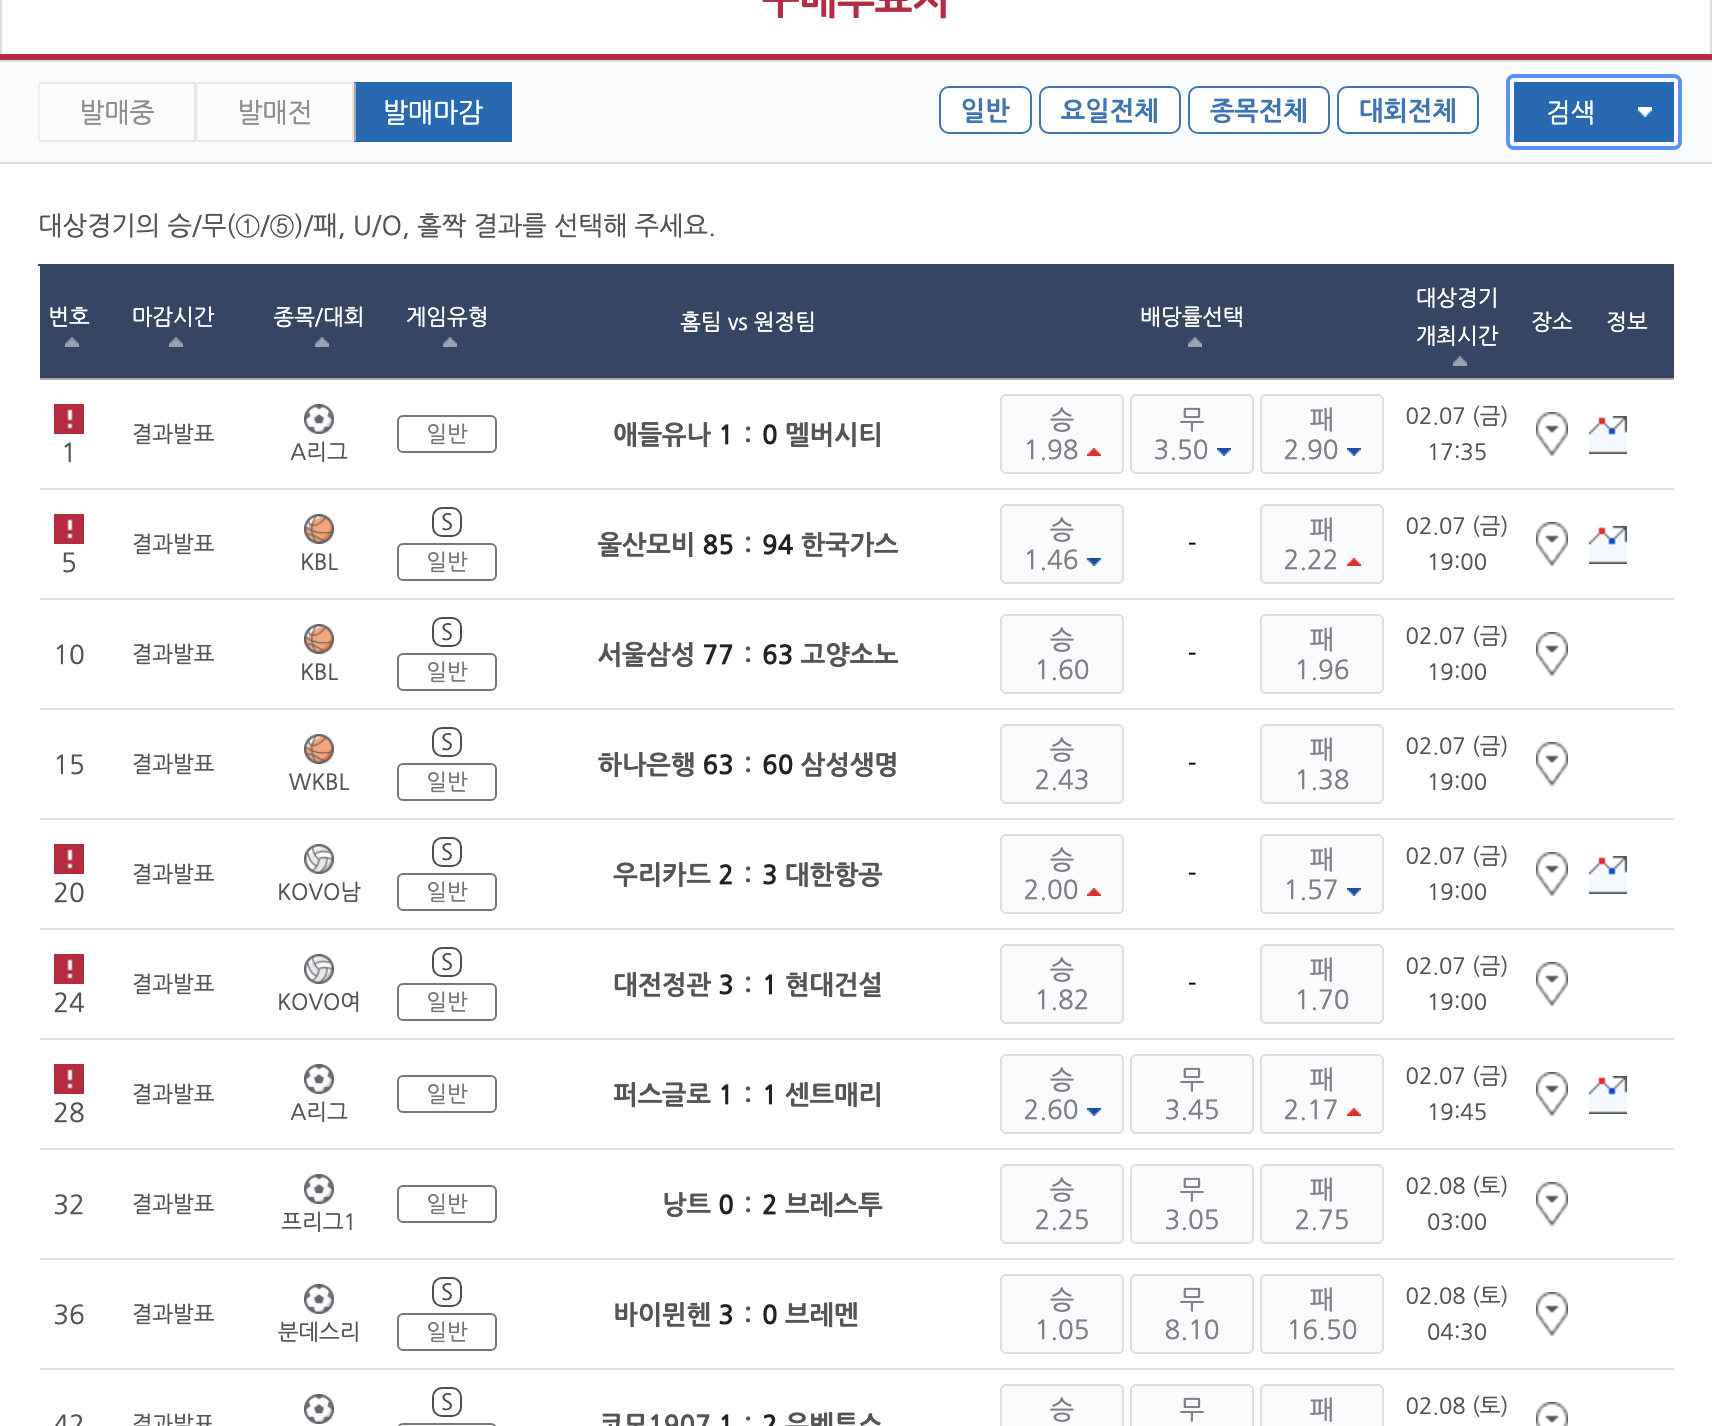 구매투표지
발매중 발매전 발매마감 일반 요일전체 종목전체 대회전체 검색
대상경기의 승/무(①/⑤)/패, U/O, 홀짝 결과를 선택해 주세요.
번호 마감시간 종목/대회 게임유형 홈팀 vs 원정팀 배당률선택 대상경기 개최시간 장소 정보
! 1 결과발표 A리그 일반 애들유나 1 : 0 멜버시티 승 1.98 무 3.50 패 2.90 02.07 (금) 17:35
! 5 결과발표 KBL S 일반 울산모비 85 : 94 한국가스 승 1.46 - 패 2.22 02.07 (금) 19:00
10 결과발표 KBL S 일반 서울삼성 77 : 63 고양소노 승 1.60 - 패 1.96 02.07 (금) 19:00
15 결과발표 WKBL S 일반 하나은행 63 : 60 삼성생명 승 2.43 - 패 1.38 02.07 (금) 19:00
! 20 결과발표 KOVO남 S 일반 우리카드 2 : 3 대한항공 승 2.00 - 패 1.57 02.07 (금) 19:00
! 24 결과발표 KOVO여 S 일반 대전정관 3 : 1 현대건설 승 1.82 - 패 1.70 02.07 (금) 19:00
! 28 결과발표 A리그 일반 퍼스글로 1 : 1 센트매리 승 2.60 무 3.45 패 2.17 02.07 (금) 19:45
32 결과발표 프리그1 일반 낭트 0 : 2 브레스투 승 2.25 무 3.05 패 2.75 02.08 (토) 03:00
36 결과발표 분데스리 S 일반 바이뮌헨 3 : 0 브레멘 승 1.05 무 8.10 패 16.50 02.08 (토) 04:30
42 결과발표 S 코모1907 1 : 2 유벤투스 승 무 패 02.08 (토)